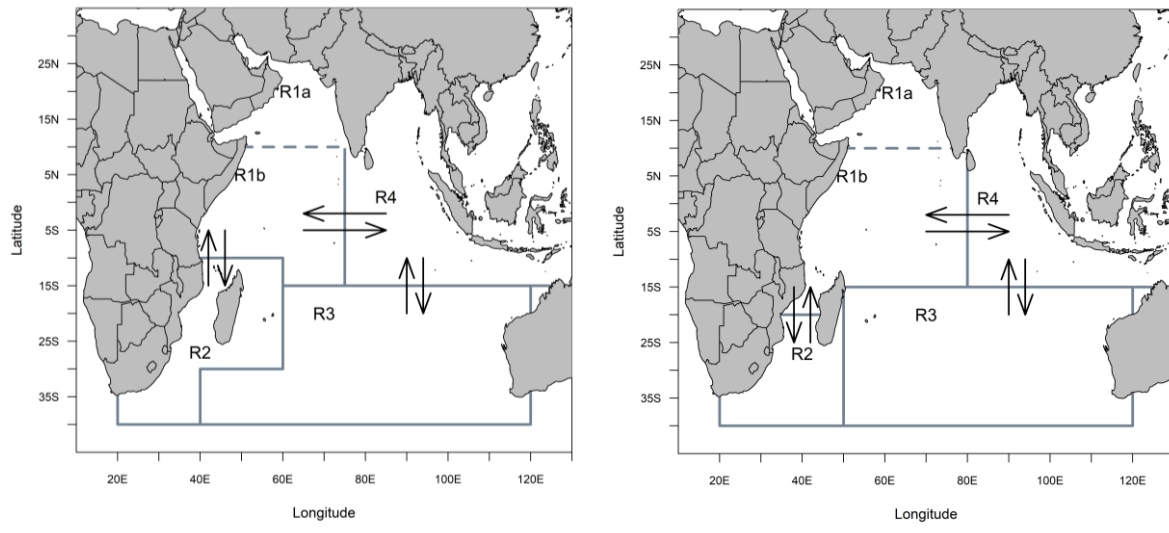 25N
15N
5N
5S
15S
25S
35S
Latitude
R1a
R1b
R4
R3
R2
20E
40E
60E
80E
100E
120E
Longitude
25N
15N
5N
5S
15S
25S
35S
Latitude
R1a
R1b
R4
R3
R2
20E
40E
60E
80E
100E
120E
Longitude